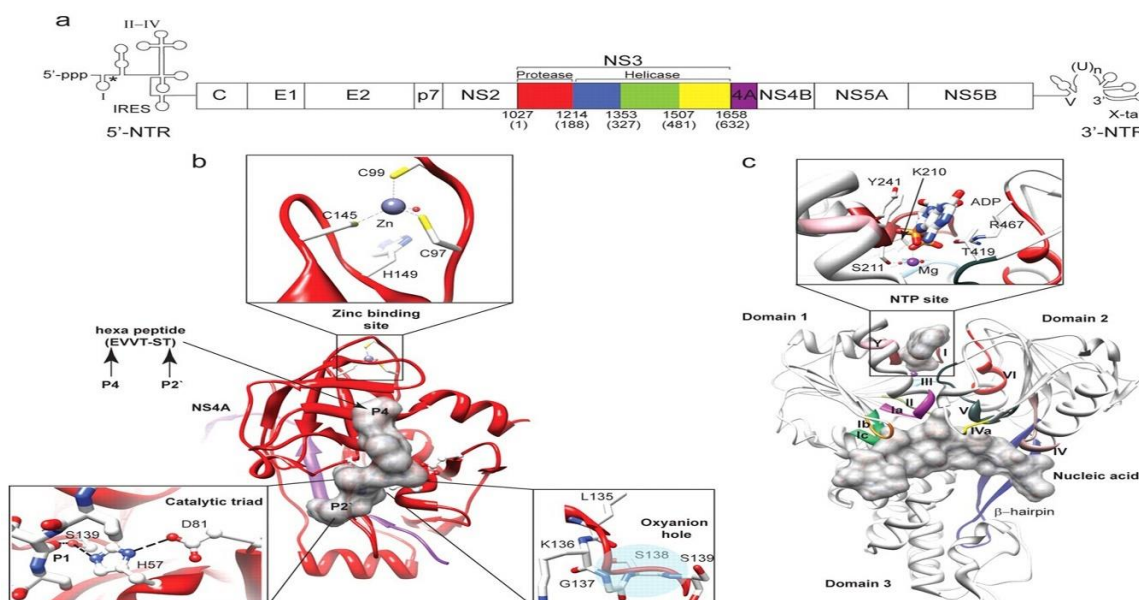 a
II–IV
5'-ppp
*
I
IRES
5'-NTR
NS3
Protease
Helicase
C
E1
E2
p7
NS2
4A
NS4B
NS5A
NS5B
1027
(1)
1214
(188)
1353
(327)
1507
(481)
1658
(632)
(U)n
V
3'
X-ta
3'-NTF
b
C99
C145
Zn
C97
H149
Zinc binding
site
hexa peptide
(EVVT-ST)
P4
P2`
NS4A
P4
P2
Catalytic triad
S139
D81
P1
H57
L135
Oxyanion
hole
K136
S138
S139
G137
c
Y241
K210
ADP
R467
T419
S211
Mg
NTP site
Domain 1
Domain 2
Y
I
III
VI
II
Ia
V
Ib
Ic
IVa
IV
Nucleic acid
β-hairpin
Domain 3